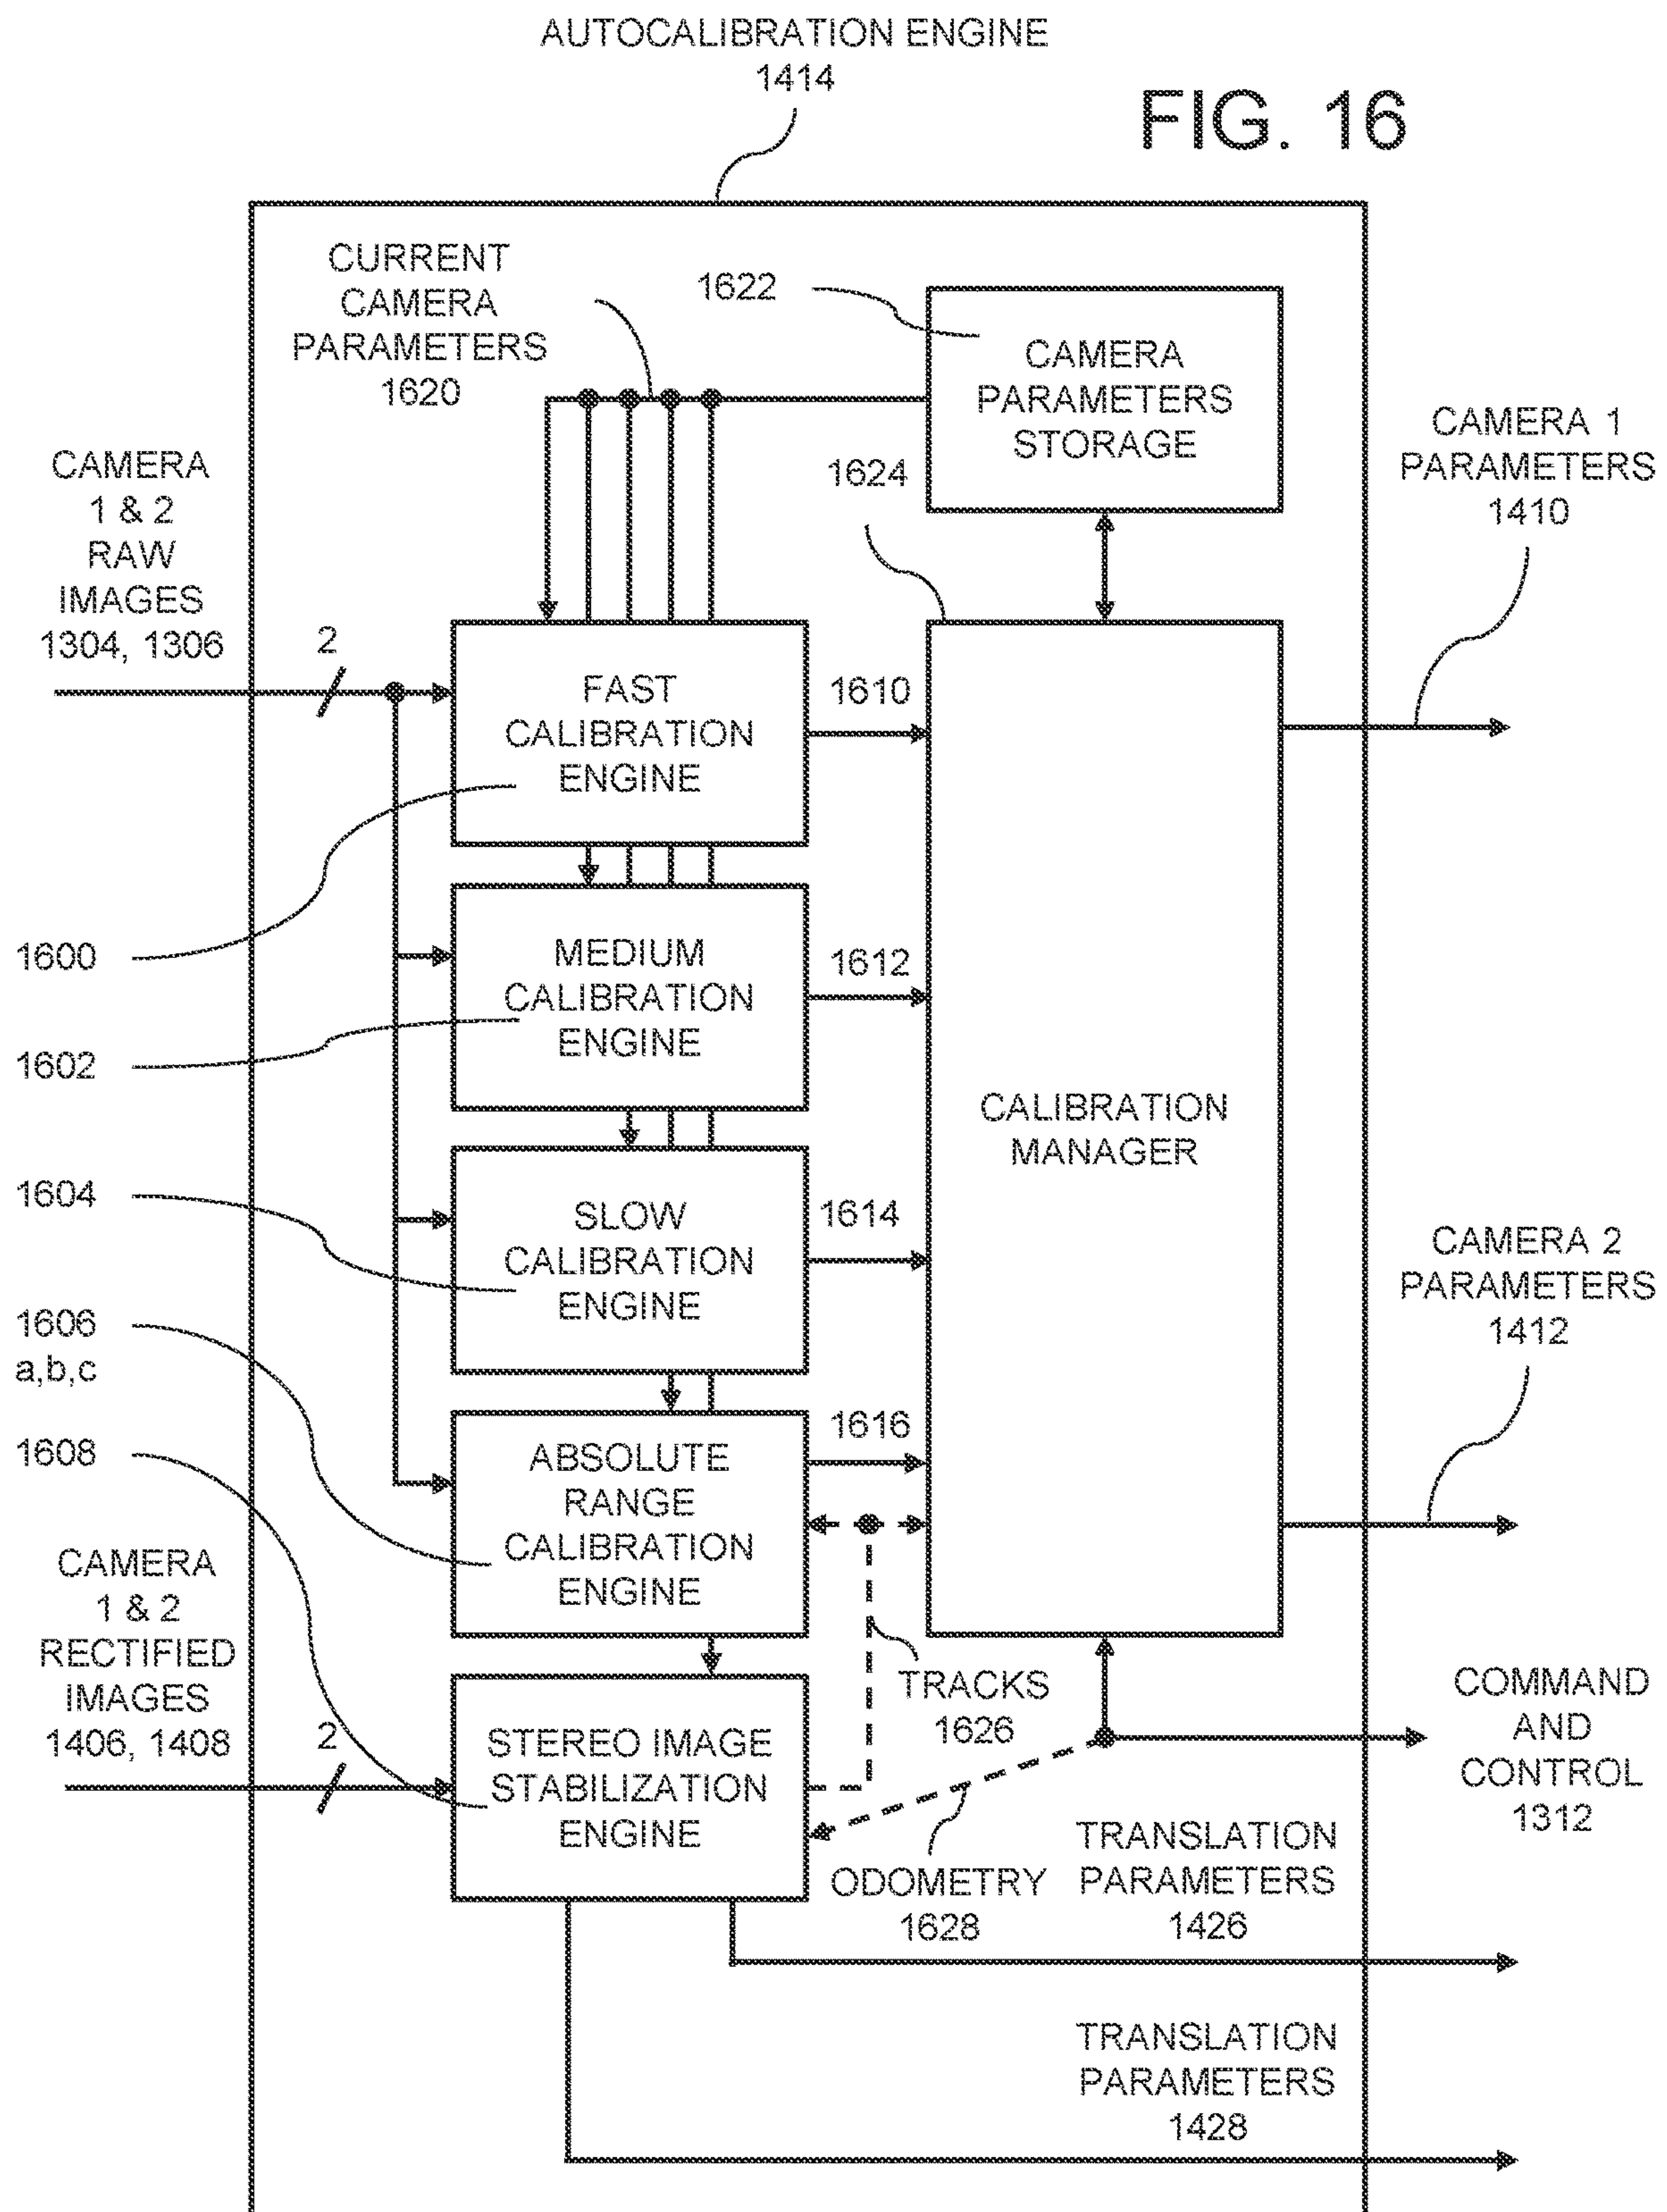 AUTOCALIBRATION ENGINE
1414
FIG. 16
CURRENT
CAMERA
PARAMETERS
1620
1622
CAMERA
PARAMETERS
STORAGE
1624
CAMERA 1
PARAMETERS
1410
CAMERA
1 & 2
RAW
IMAGES
1304, 1306
2
FAST
CALIBRATION
ENGINE
1610
1600
MEDIUM
CALIBRATION
ENGINE
1612
1602
CALIBRATION
MANAGER
1604
SLOW
CALIBRATION
ENGINE
1614
CAMERA 2
PARAMETERS
1412
1606
a,b,c
1608
ABSOLUTE
RANGE
CALIBRATION
ENGINE
1616
CAMERA
1 & 2
RECTIFIED
IMAGES
1406, 1408
2
STEREO IMAGE
STABILIZATION
ENGINE
TRACKS
1626
COMMAND
AND
CONTROL
1312
ODOMETRY
1628
TRANSLATION
PARAMETERS
1426
TRANSLATION
PARAMETERS
1428